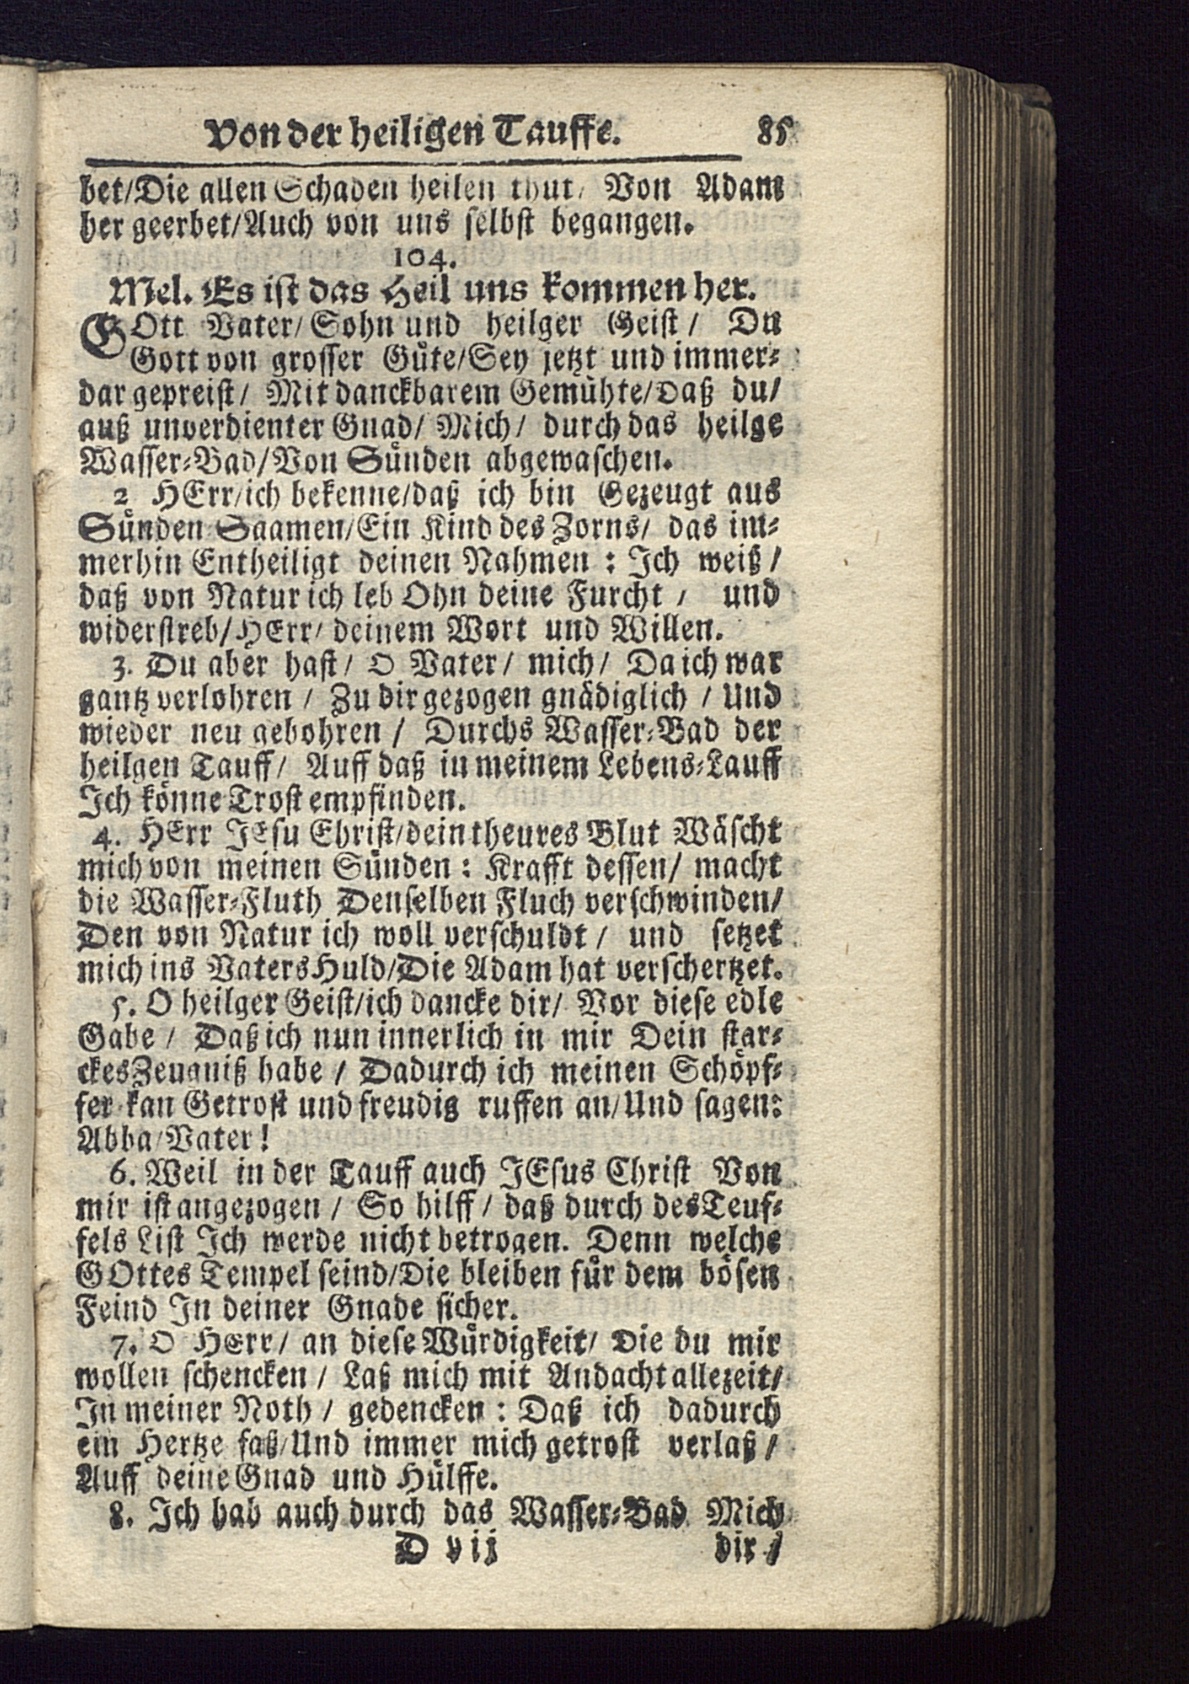 Von der heiligen Tauffe. 85
bet/Die allen Schaden heilen thut/ Von Adam
her geerbet/Auch von uns selbst begangen.
104.
Mel. Es ist das Heil uns kommen her.
GOtt Vater/Sohn und heilger Geist/ Du
Gott von grosser Güte/Sey jetzt und immer-
dar gepreist/ Mit danckbarem Gemühte/Daß du/
auß unverdienter Gnad/ Mich/ durch das heilge
Wasser-Bad/Von Sünden abgewaschen.
2 HErr/ich bekenne/daß ich bin Gezeugt aus
Sünden Saamen/Ein Kind des Zorns/ das im-
merhin Entheiligt deinen Nahmen: Ich weiß/
daß von Natur ich leb Ohn deine Furcht/ und
widerstreb/HErr/deinem Wort und Willen.
3. Du aber hast/ O Vater/ mich/ Da ich war
gantz verlohren/ Zu dir gezogen gnädiglich/ Und
wieder neu gebohren/ Durchs Wasser-Bad der
heilgen Tauff/ Auff daß in meinem Lebens-Lauff
Ich könne Trost empfinden.
4. HErr JEsu Christ/dein theures Blut Wäscht
mich von meinen Sünden: Krafft dessen/ macht
die Wasser-Fluth Denselben Fluch verschwinden/
Den von Natur ich woll verschuldt/ und setzet
mich ins Vaters Huld/Die Adam hat verschertzet.
5. O heilger Geist/ich dancke dir/ Vor diese edle
Gabe/ Daß ich nun innerlich in mir Dein star-
ckes Zeugniß habe/ Dadurch ich meinen Schöpf-
fer kan Getrost und freudig ruffen an/Und sagen:
Abba/Vater!
6. Weil in der Tauff auch JEsus Christ Von
mir ist angezogen/ So hilff/ daß durch des Teuf-
fels List Ich werde nicht betrogen. Denn welche
GOttes Tempel seind/Die bleiben für dem bösen
Feind In deiner Gnade sicher.
7. O HErr/ an diese Würdigkeit/ Die du mir
wollen schencken/ Laß mich mit Andacht allezeit/
In meiner Noth/ gedencken: Daß ich dadurch
ein Hertze faß/Und immer mich getrost verlaß/
Auff deine Gnad und Hülffe.
8. Ich hab auch durch das Wasser-Bad Mich
D vij dir/